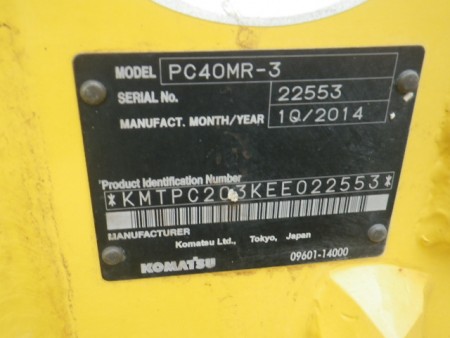 MODEL PC40MR-3
SERIAL No. 22553
MANUFACT. MONTH/YEAR 10/2014
Product Identification Number
*KMTPC203KEE022553*
MANUFACTURER
Komatsu Ltd., Tokyo, Japan
KOMATSU 09601-14000